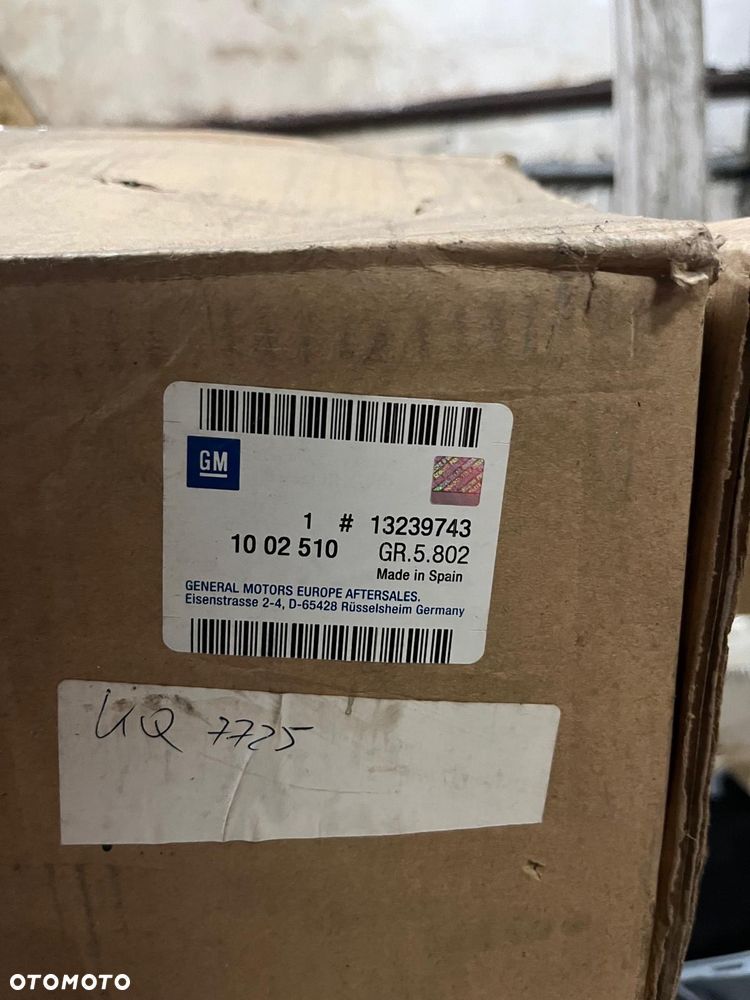 GM
1 # 13239743
10 02 510 GR.5.802
Made in Spain
GENERAL MOTORS EUROPE AFTERSALES.
Eisenstrasse 2-4, D-65428 Rüsselsheim Germany
KQ 7725
OTOMOTO